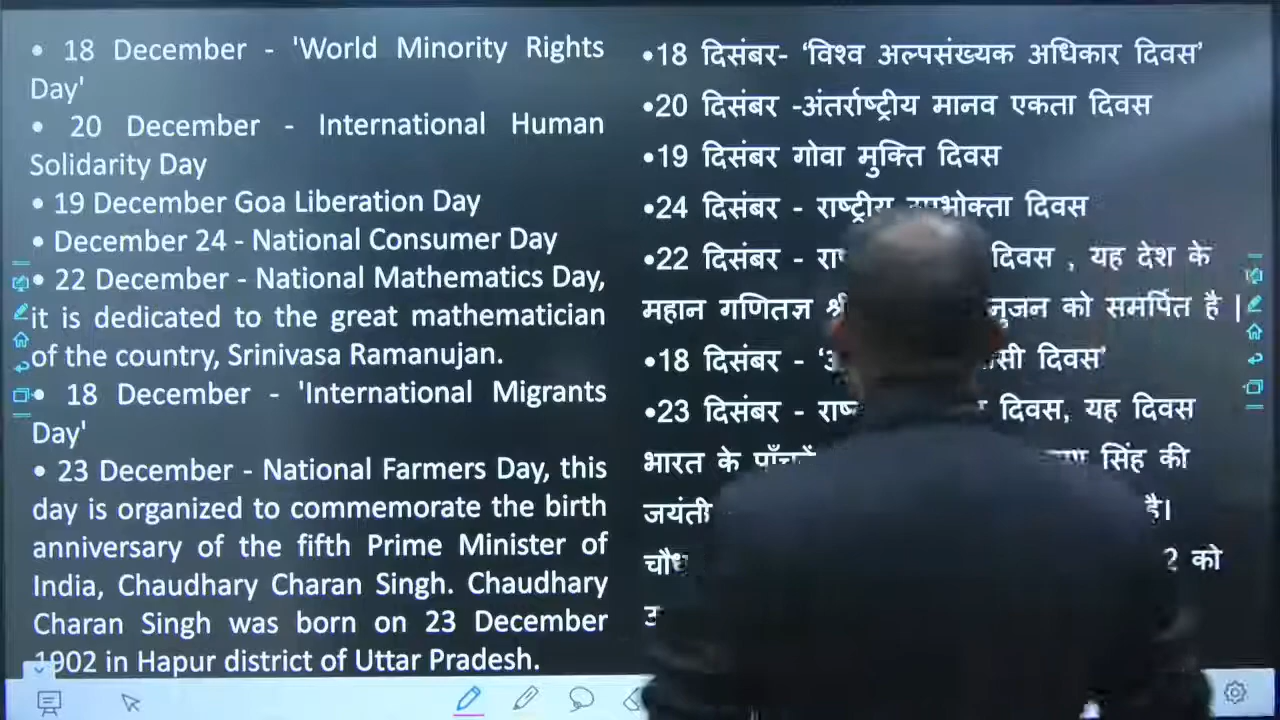 • 18 December - 'World Minority Rights
Day'
• 20 December - International Human
Solidarity Day
• 19 December Goa Liberation Day
• December 24 - National Consumer Day
• 22 December - National Mathematics Day,
it is dedicated to the great mathematician
of the country, Srinivasa Ramanujan.
• 18 December - 'International Migrants
Day'
• 23 December - National Farmers Day, this
day is organized to commemorate the birth
anniversary of the fifth Prime Minister of
India, Chaudhary Charan Singh. Chaudhary
Charan Singh was born on 23 December
1902 in Hapur district of Uttar Pradesh.
•18 दिसंबर- ‘विश्व अल्पसंख्यक अधिकार दिवस’
•20 दिसंबर -अंतर्राष्ट्रीय मानव एकता दिवस
•19 दिसंबर गोवा मुक्ति दिवस
•24 दिसंबर - राष्ट्रीय उपभोक्ता दिवस
•22 दिसंबर - दिवस , यह देश के
महान गणितज्ञ को समर्पित है |
•18 दिसंबर - दिवस’
•23 दिसंबर - दिवस, यह दिवस
भारत के सिंह की
जयंती है।
को